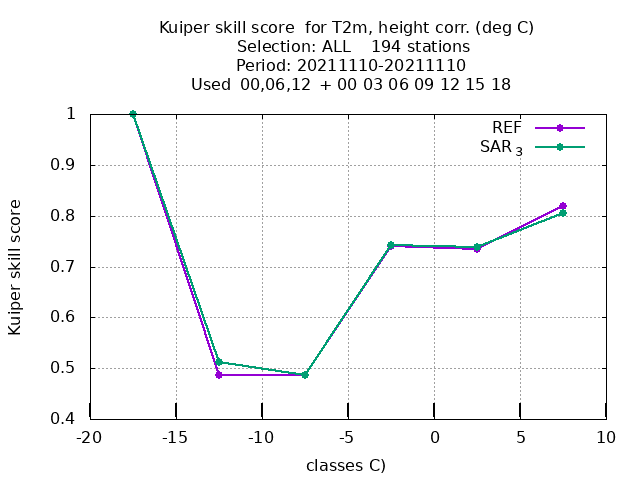 Kuiper skill score  for T2m, height corr. (deg C)
Selection: ALL    194 stations
Period: 20211110-20211110
Used  00,06,12  + 00 03 06 09 12 15 18
REF
SAR 3
1
0.9
0.8
0.7
0.6
0.5
0.4
Kuiper skill score
-20 -15 -10 -5 0 5 10
classes C)